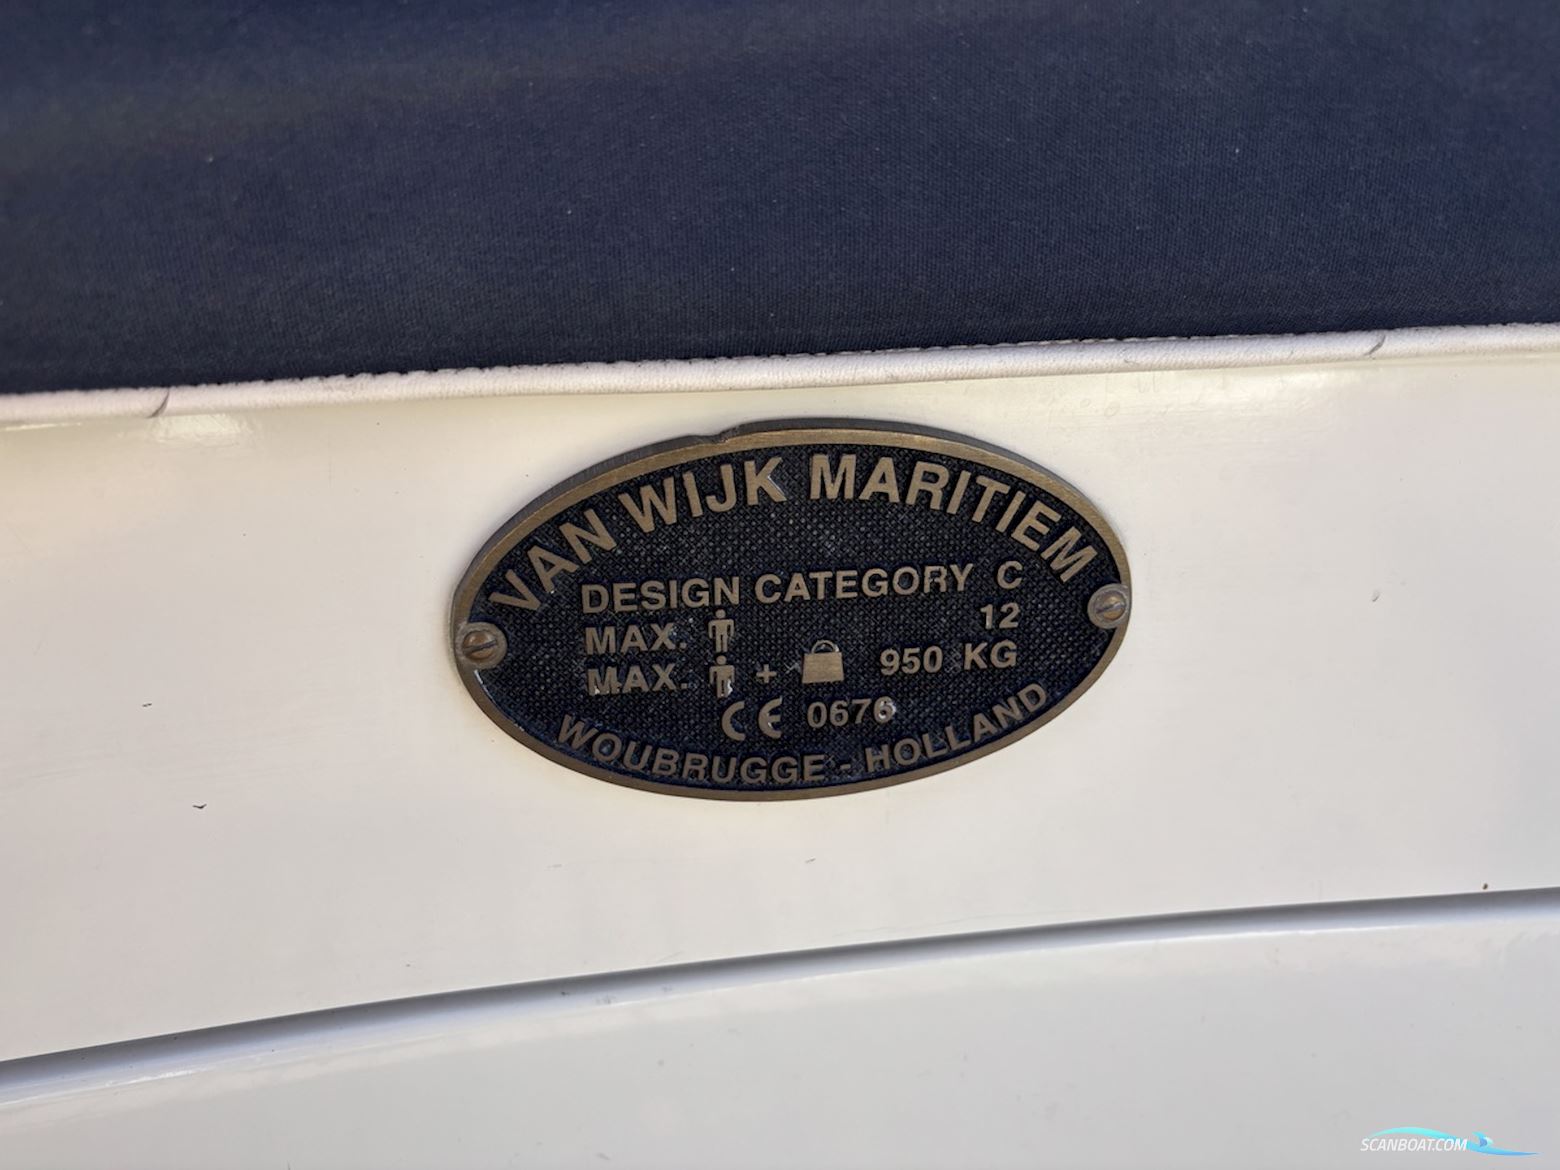 VAN WIJK MARITIEM
DESIGN CATEGORY C
MAX. 12
MAX. + 950 KG
CE 0676
WOUBRUGGE - HOLLAND
SCANBOAT.COM